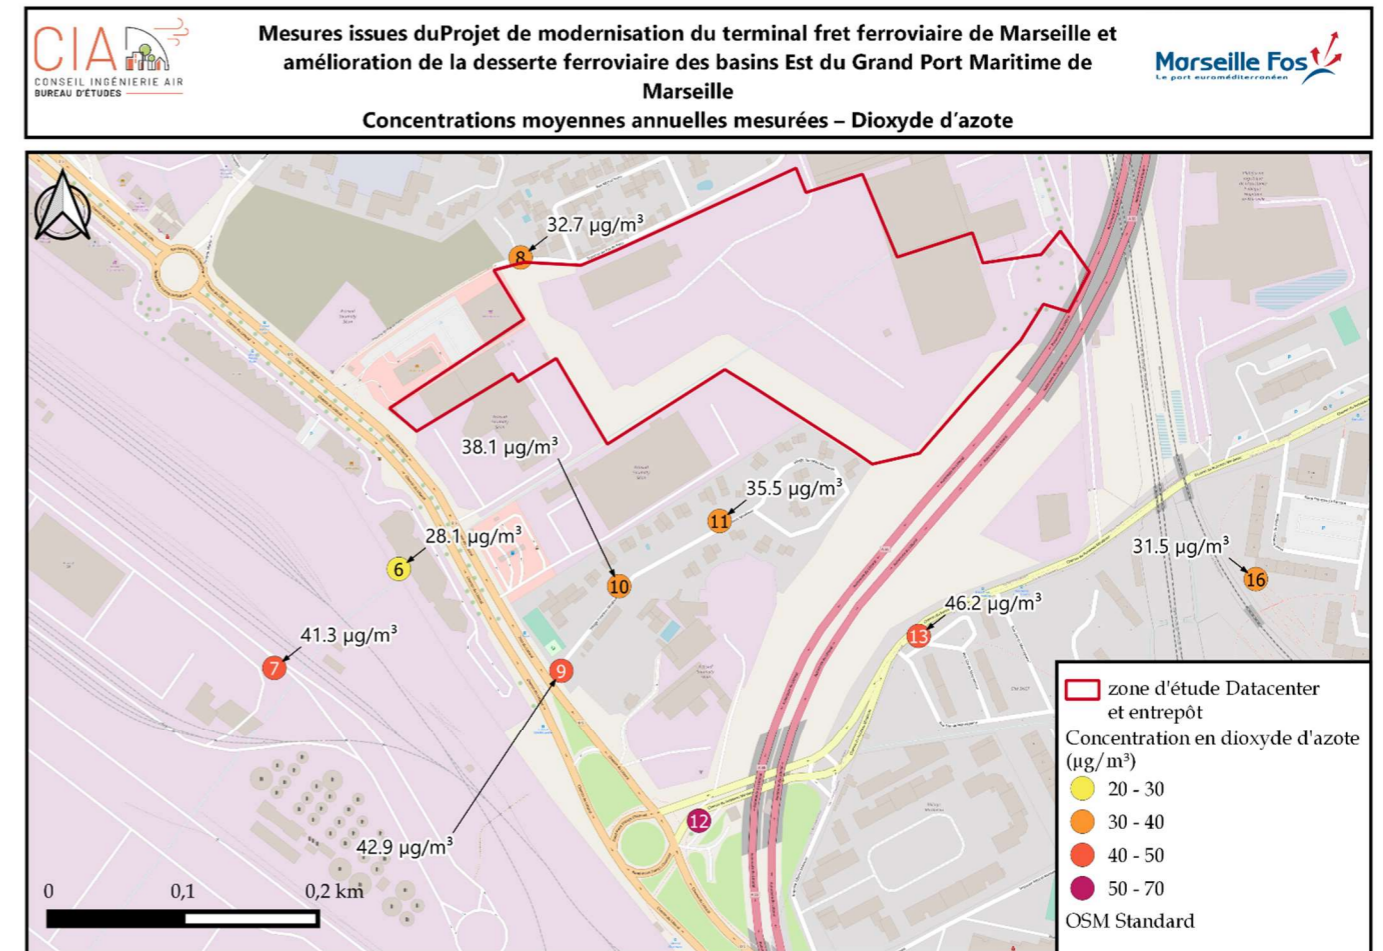 CIA
CONSEIL INGÉNIERIE AIR
BUREAU D'ÉTUDES
Mesures issues duProjet de modernisation du terminal fret ferroviaire de Marseille et
amélioration de la desserte ferroviaire des basins Est du Grand Port Maritime de
Marseille
Concentrations moyennes annuelles mesurées – Dioxyde d'azote
Marseille Fos
Le port euroméditerranéen
32.7 µg/m³
8
38.1 µg/m³
35.5 µg/m³
11
28.1 µg/m³
6
31.5 µg/m³
16
10
46.2 µg/m³
13
41.3 µg/m³
7
9
12
42.9 µg/m³
0 0,1 0,2 km
zone d'étude Datacenter
et entrepôt
Concentration en dioxyde d'azote
(µg/m³)
20 - 30
30 - 40
40 - 50
50 - 70
OSM Standard